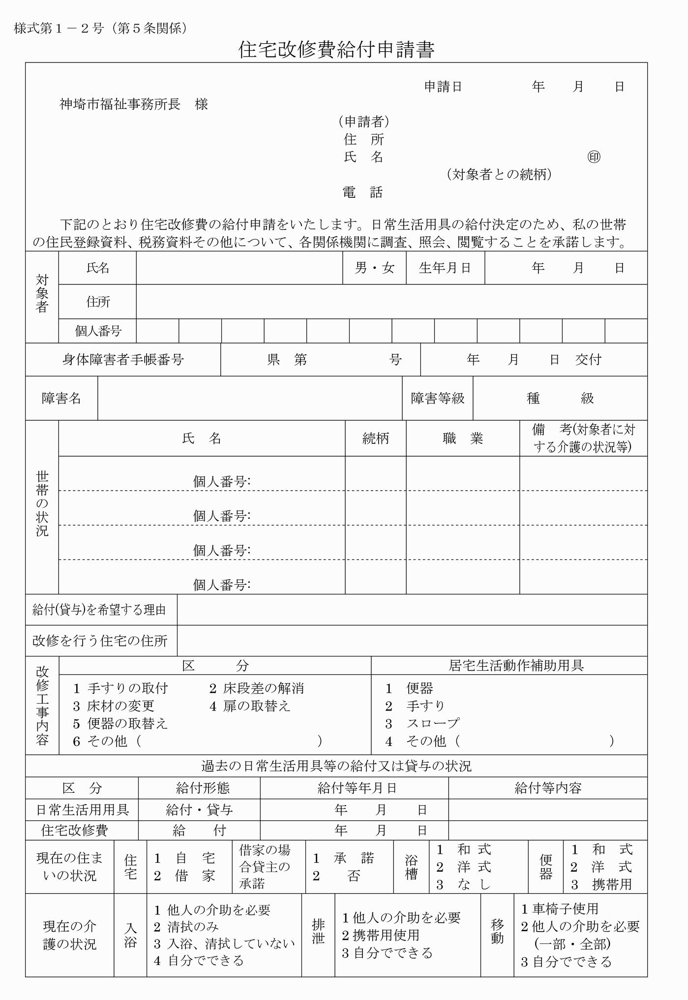 様式第１－２号（第５条関係）
住宅改修費給付申請書
申請日　　　　　年　　月　　日
神埼市福祉事務所長　様
（申請者）
住　所
氏　名　　　　　　　　　　　　　　　㊞
（対象者との続柄）
電　話
下記のとおり住宅改修費の給付申請をいたします。日常生活用具の給付決定のため、私の世帯
の住民登録資料、税務資料その他について、各関係機関に調査、照会、閲覧することを承諾します。
対象者
氏名　男・女　生年月日　年　　月　　日
住所
個人番号
身体障害者手帳番号　県　第　　　　　　号　年　　月　　日　交付
障害名　障害等級　種　　　級
世帯の状況
氏　名　続柄　職　業　備　考(対象者に対
する介護の状況等)
個人番号:
個人番号:
個人番号:
個人番号:
給付(貸与)を希望する理由
改修を行う住宅の住所
改修工事内容
区　　　分　居宅生活動作補助用具
1 手すりの取付　　　2 床段差の解消
3 床材の変更　　　　4 扉の取替え
5 便器の取替え
6 その他（　　　　　　　　　　　　　）
1　便器
2　手すり
3　スロープ
4　その他（　　　　　　　　　　　）
過去の日常生活用具等の給付又は貸与の状況
区　分　給付形態　給付等年月日　給付等内容
日常生活用用具　給付・貸与　年　　月　　日
住宅改修費　給　　付　年　　月　　日
現在の住ま
いの状況
住宅
1　自　宅
2　借　家
借家の場
合貸主の
承諾
1　承　諾
2　　否
浴槽
1　和 式
2　洋 式
3　な し
便器
1　和　式
2　洋　式
3　携帯用
現在の介
護の状況
入浴
1 他人の介助を必要
2 清拭のみ
3 入浴、清拭していない
4 自分でできる
排泄
1他人の介助を必要
2携帯用使用
3自分でできる
移動
1車椅子使用
2他人の介助を必要
(一部・全部)
3自分でできる